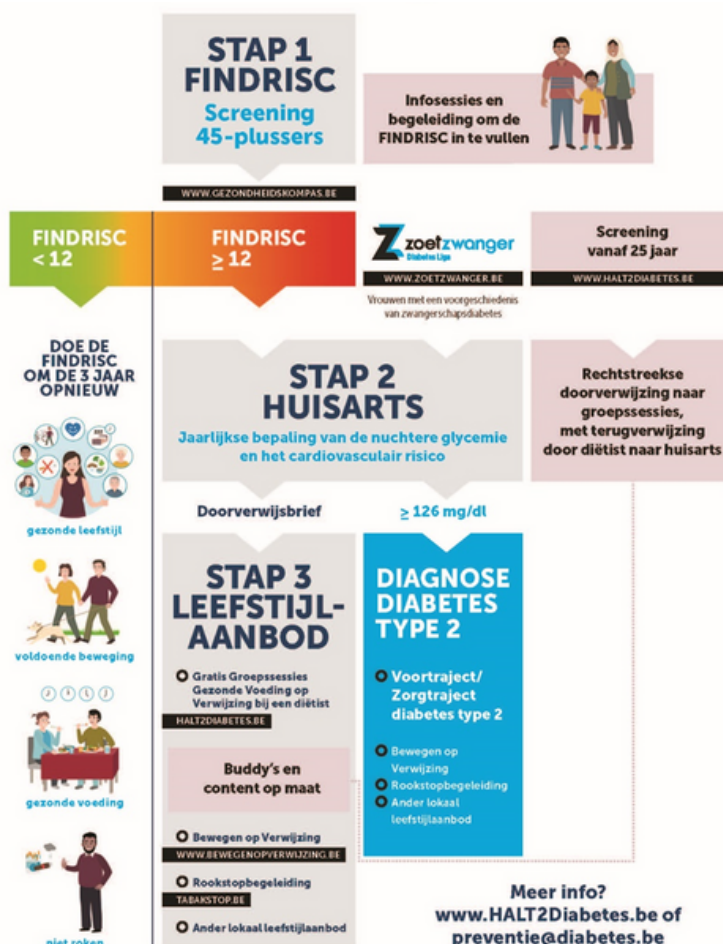 STAP 1
FINDRISC
Screening
45-plussers
Infosessies en
begeleiding om de
FINDRISC in te vullen
WWW.GEZONDHEIDSKOMPAS.BE
FINDRISC
< 12
FINDRISC
≥ 12
zoetzwanger
Diabetes Liga
WWW.ZOETZWANGER.BE
Vrouwen met een voorgeschiedenis
van zwangerschapsdiabetes
Screening
vanaf 25 jaar
WWW.HALT2DIABETES.BE
DOE DE
FINDRISC
OM DE 3 JAAR
OPNIEUW
gezonde leefstijl
voldoende beweging
gezonde voeding
niet roken
STAP 2
HUISARTS
Jaarlijkse bepaling van de nuchtere glycemie
en het cardiovasculair risico
Rechtstreekse
doorverwijzing naar
groepssessies,
met terugverwijzing
door diëtist naar huisarts
Doorverwijsbrief
≥ 126 mg/dl
STAP 3
LEEFSTIJL-
AANBOD
Gratis Groepssessies
Gezonde Voeding op
Verwijzing bij een diëtist
HALT2DIABETES.BE
Buddy's en
content op maat
Bewegen op Verwijzing
WWW.BEWEGENOPVERWIJZING.BE
Rookstopbegeleiding
TABAKSTOP.BE
Ander lokaal leefstijlaanbod
DIAGNOSE
DIABETES
TYPE 2
Voortraject/
Zorgtraject
diabetes type 2
Bewegen op
Verwijzing
Rookstopbegeleiding
Ander lokaal
leefstijlaanbod
Meer info?
www.HALT2Diabetes.be of
preventie@diabetes.be